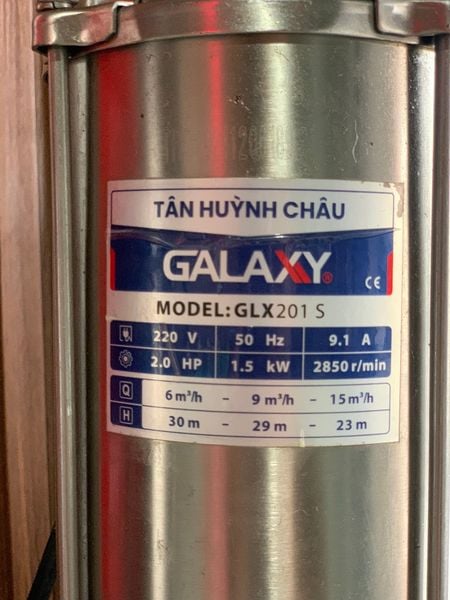 TÂN HUỲNH CHÂU
GALAXY®
CE
MODEL:GLX201 S
220 V 50 Hz 9.1 A
2.0 HP 1.5 kW 2850 r/min
Q 6 m³/h – 9 m³/h – 15 m³/h
H 30 m – 29 m – 23 m